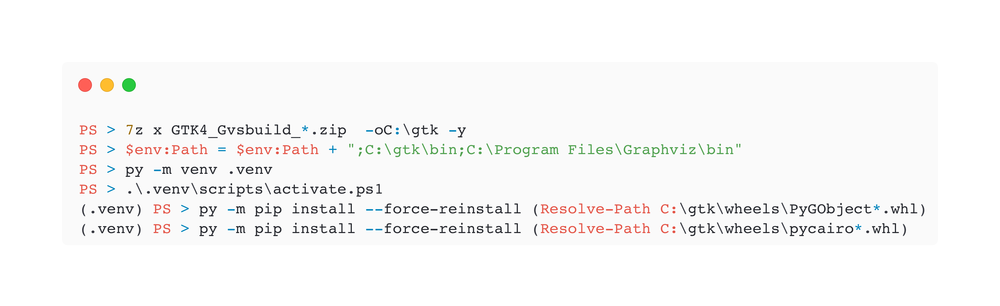 PS > 7z x GTK4_Gvsbuild_*.zip  -oC:\gtk -y
PS > $env:Path = $env:Path + ";C:\gtk\bin;C:\Program Files\Graphviz\bin"
PS > py -m venv .venv
PS > .\.venv\scripts\activate.ps1
(.venv) PS > py -m pip install --force-reinstall (Resolve-Path C:\gtk\wheels\PyGObject*.whl)
(.venv) PS > py -m pip install --force-reinstall (Resolve-Path C:\gtk\wheels\pycairo*.whl)